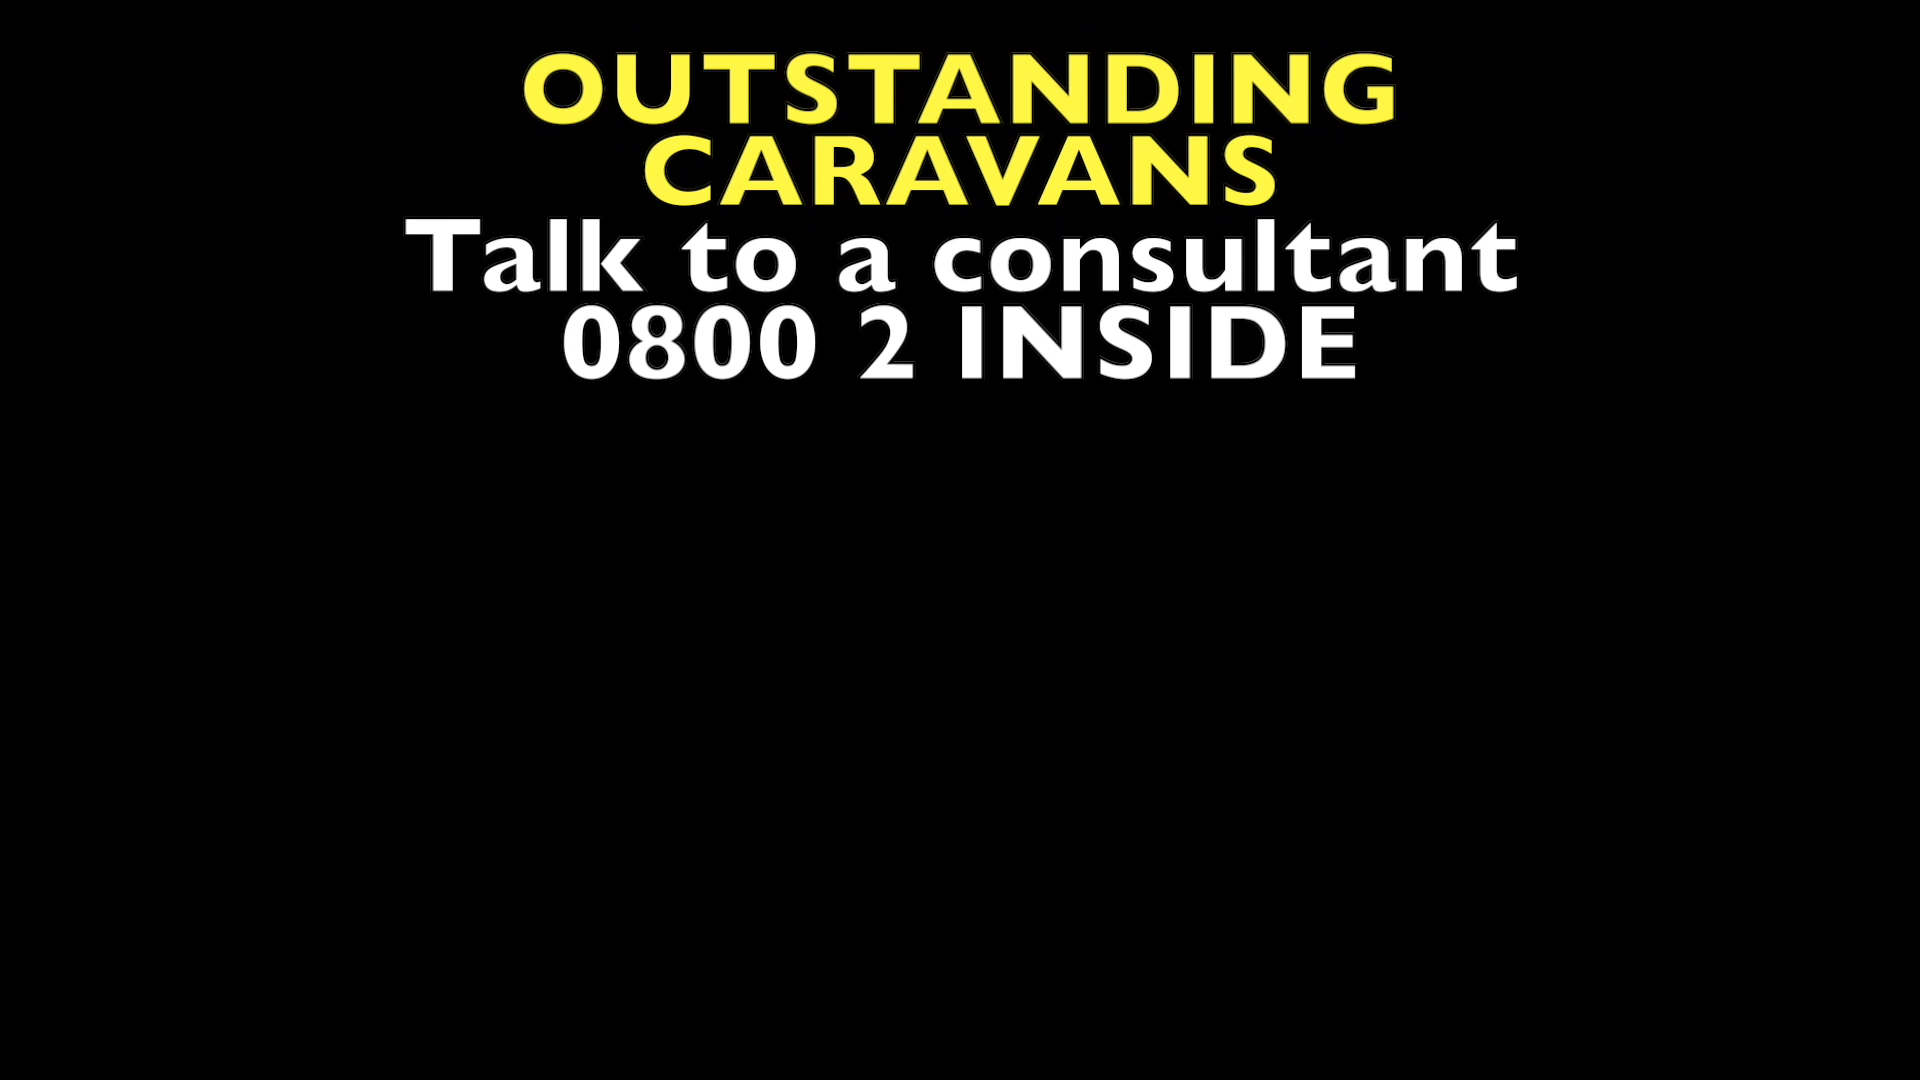 OUTSTANDING
CARAVANS
Talk to a consultant
0800 2 INSIDE